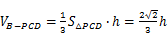 V_{B-PCD} = \frac{1}{3} S_{\triangle PCD} \cdot h = \frac{2\sqrt{2}}{3} h